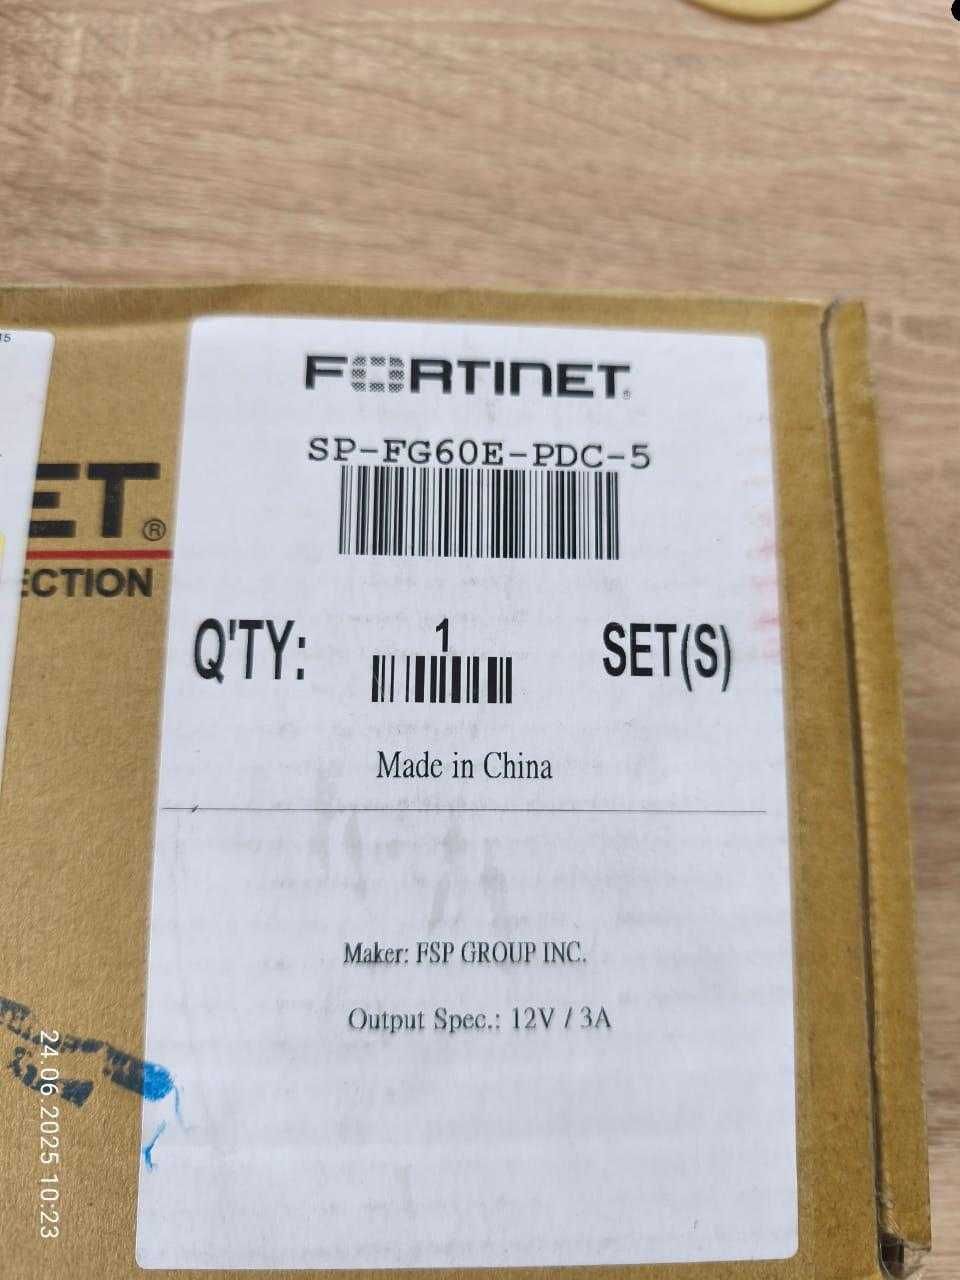 FORTINET®
SP-FG60E-PDC-5
Q'TY: 1 SET(S)
Made in China
Maker: FSP GROUP INC.
Output Spec.: 12V / 3A
ET®
ECTION
15
24.06.2025 10:23